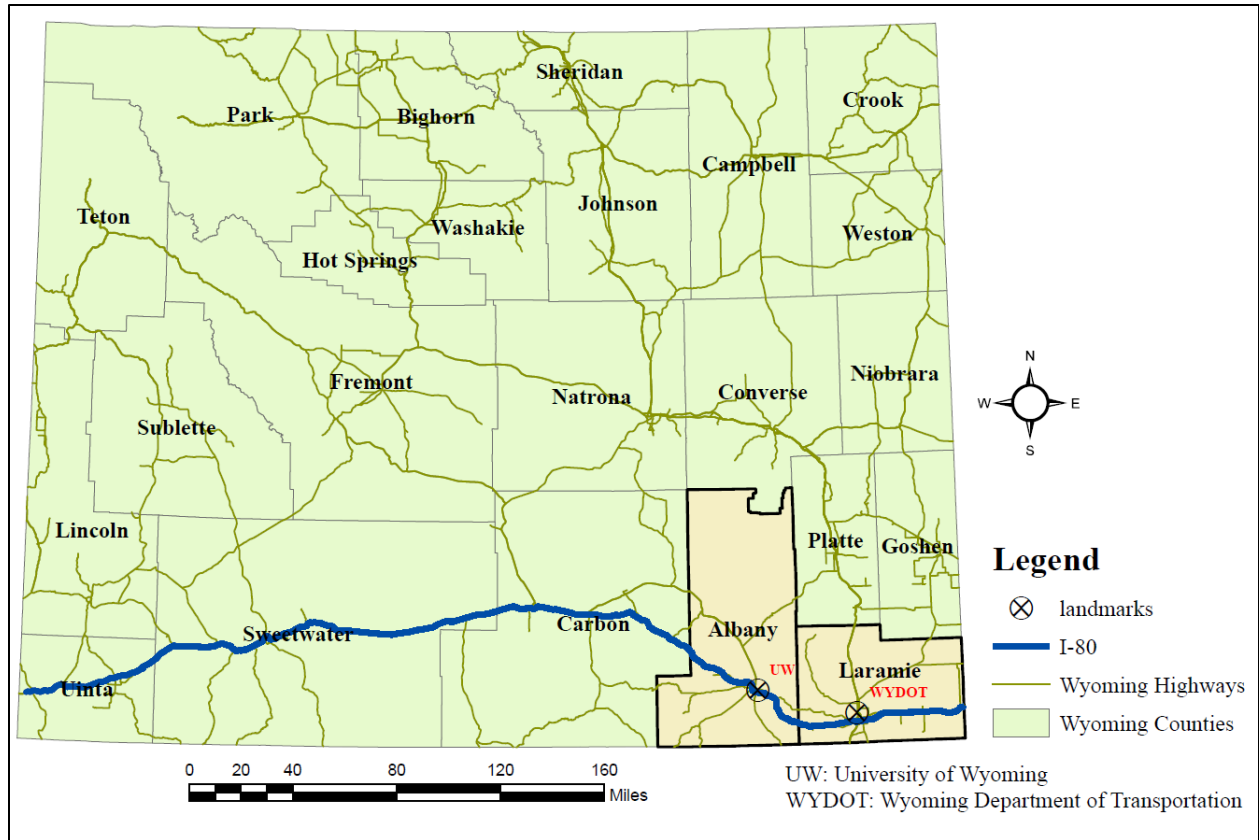 Sheridan
Crook
Park
Bighorn
Campbell
Johnson
Teton
Washakie
Weston
Hot Springs
N
W
E
S
Fremont
Niobrara
Natrona
Converse
Sublette
Lincoln
Platte
Goshen
Sweetwater
Carbon
Albany
UW
Laramie
WYDOT
Uinta
Legend
landmarks
I-80
Wyoming Highways
Wyoming Counties
0 20 40 80 120 160
Miles
UW: University of Wyoming
WYDOT: Wyoming Department of Transportation